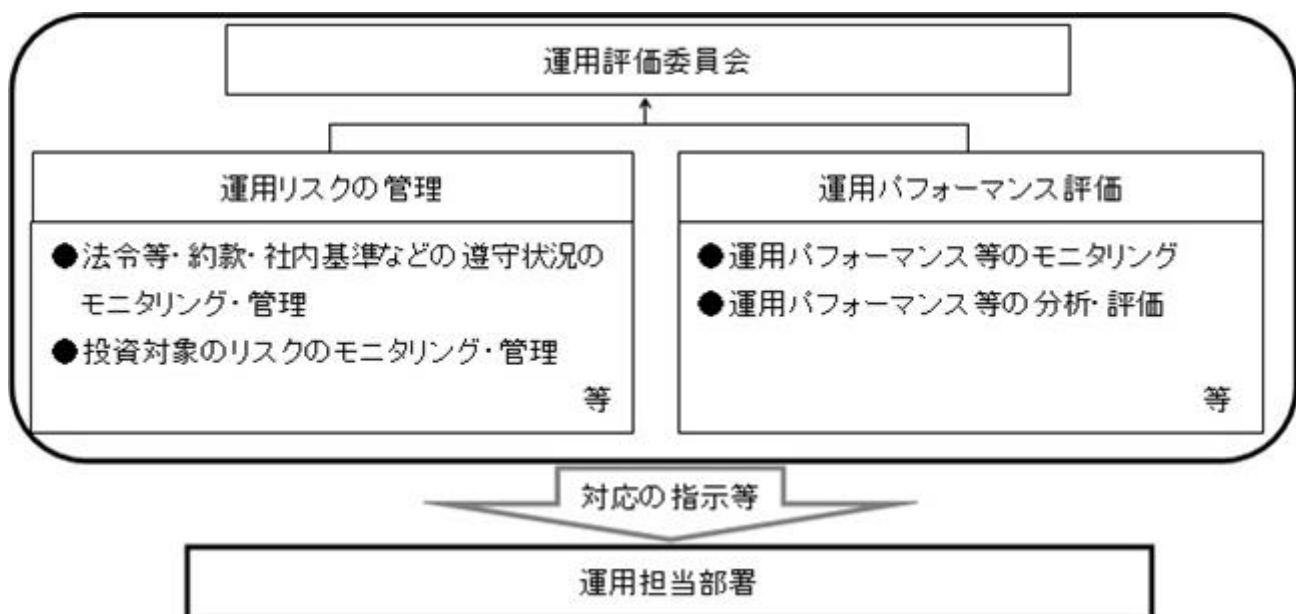 運用評価委員会
運用リスクの管理
●法令等・約款・社内基準などの遵守状況の
モニタリング・管理
●投資対象のリスクのモニタリング・管理
等
運用パフォーマンス評価
●運用パフォーマンス等のモニタリング
●運用パフォーマンス等の分析・評価
等
対応の指示等
運用担当部署